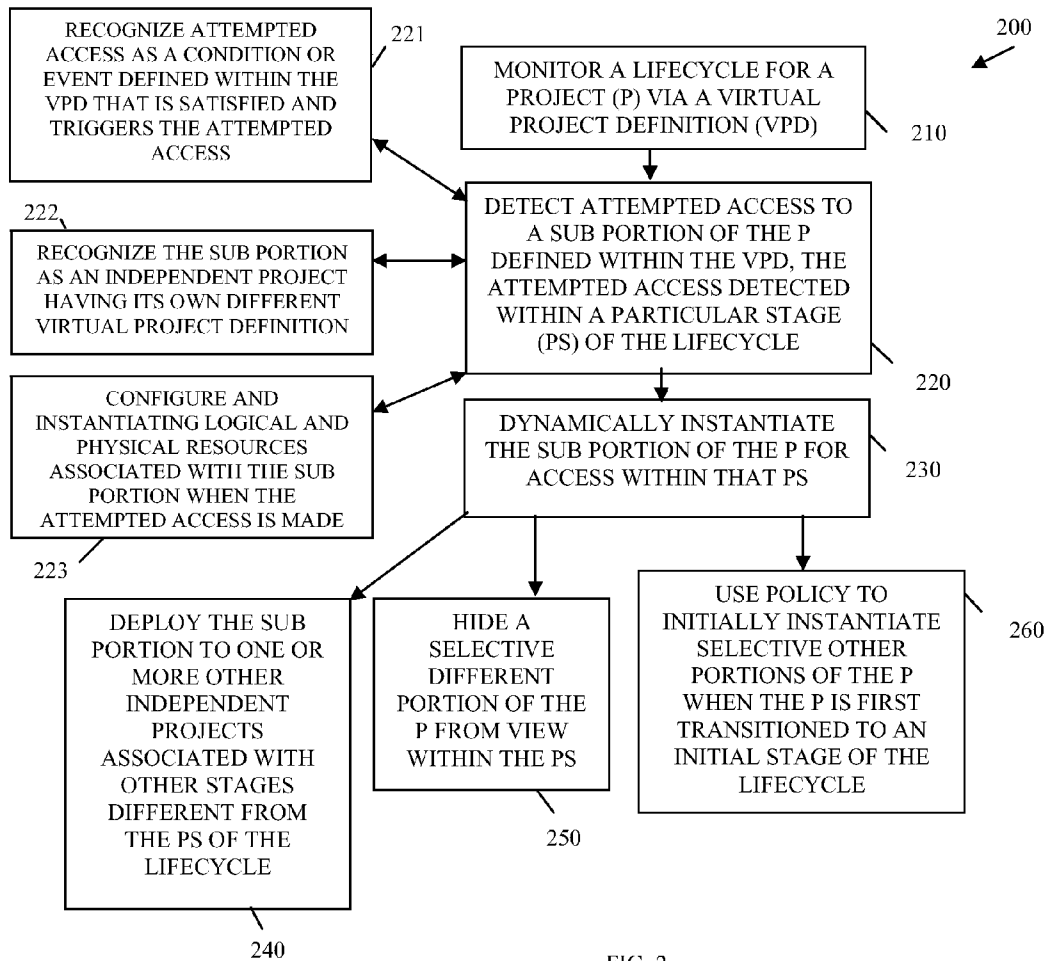 RECOGNIZE ATTEMPTED
ACCESS AS A CONDITION OR
EVENT DEFINED WITHIN THE
VPD THAT IS SATISFIED AND
TRIGGERS THE ATTEMPTED
ACCESS
221
200
MONITOR A LIFECYCLE FOR A
PROJECT (P) VIA A VIRTUAL
PROJECT DEFINITION (VPD)
210
222
RECOGNIZE THE SUB PORTION
AS AN INDEPENDENT PROJECT
HAVING ITS OWN DIFFERENT
VIRTUAL PROJECT DEFINITION
DETECT ATTEMPTED ACCESS TO
A SUB PORTION OF THE P
DEFINED WITHIN THE VPD, THE
ATTEMPTED ACCESS DETECTED
WITHIN A PARTICULAR STAGE
(PS) OF THE LIFECYCLE
220
CONFIGURE AND
INSTANTIATING LOGICAL AND
PHYSICAL RESOURCES
ASSOCIATED WITH THE SUB
PORTION WHEN THE
ATTEMPTED ACCESS IS MADE
223
DYNAMICALLY INSTANTIATE
THE SUB PORTION OF THE P FOR
ACCESS WITHIN THAT PS
230
DEPLOY THE SUB
PORTION TO ONE OR
MORE OTHER
INDEPENDENT
PROJECTS
ASSOCIATED WITH
OTHER STAGES
DIFFERENT FROM
THE PS OF THE
LIFECYCLE
240
HIDE A
SELECTIVE
DIFFERENT
PORTION OF THE
P FROM VIEW
WITHIN THE PS
250
USE POLICY TO
INITIALLY INSTANTIATE
SELECTIVE OTHER
PORTIONS OF THE P
WHEN THE P IS FIRST
TRANSITIONED TO AN
INITIAL STAGE OF THE
LIFECYCLE
260
FIG. 2